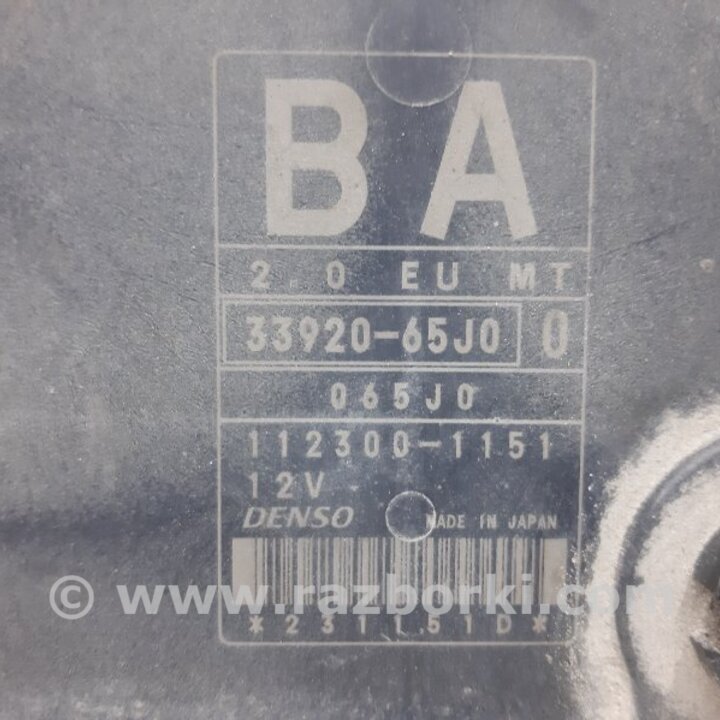 BA
2.0 EU MT
33920-65J0 0
065J0
112300-1151
12V
DENSO MADE IN JAPAN
© www.razborki.com
*231151D*